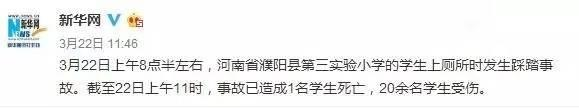 新华网
3月22日 11:46
3月22日上午8点半左右,河南省濮阳县第三实验小学的学生上厕所时发生踩踏事
故。截至22日上午11时,事故已造成1名学生死亡,20余名学生受伤。